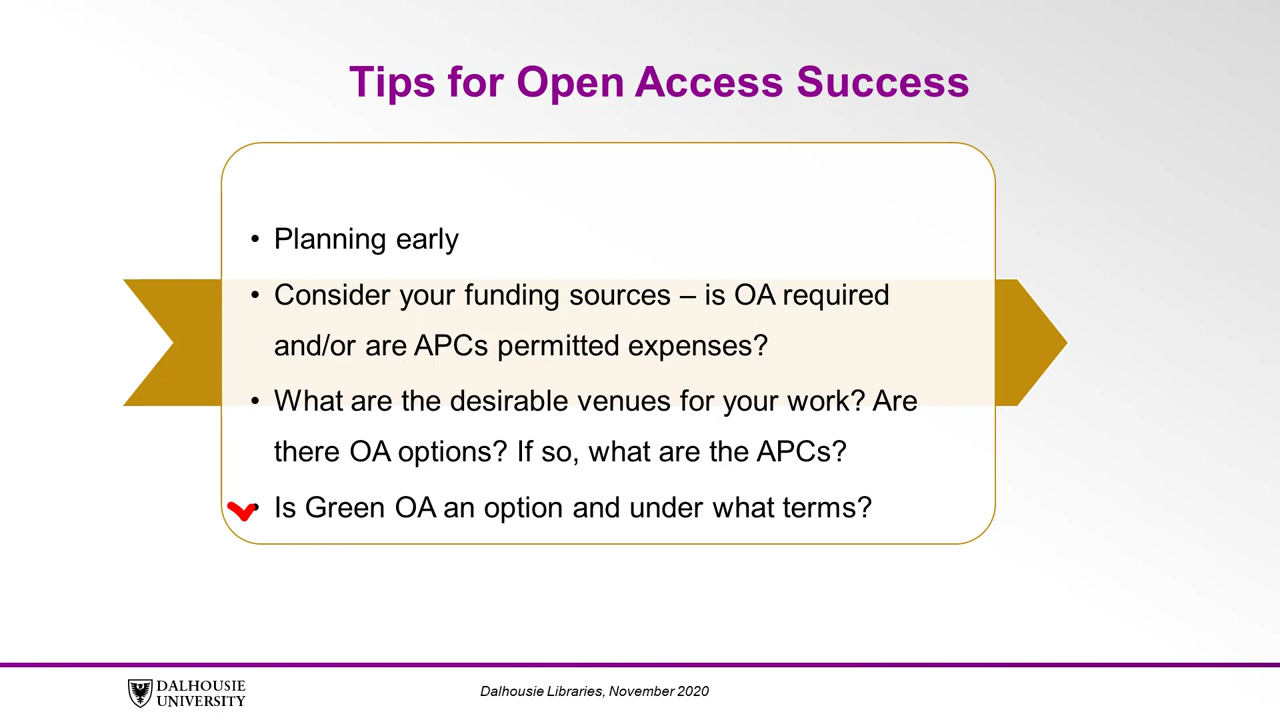 Tips for Open Access Success
• Planning early
• Consider your funding sources – is OA required
and/or are APCs permitted expenses?
• What are the desirable venues for your work? Are
there OA options? If so, what are the APCs?
• Is Green OA an option and under what terms?
DALHOUSIE
UNIVERSITY
Dalhousie Libraries, November 2020